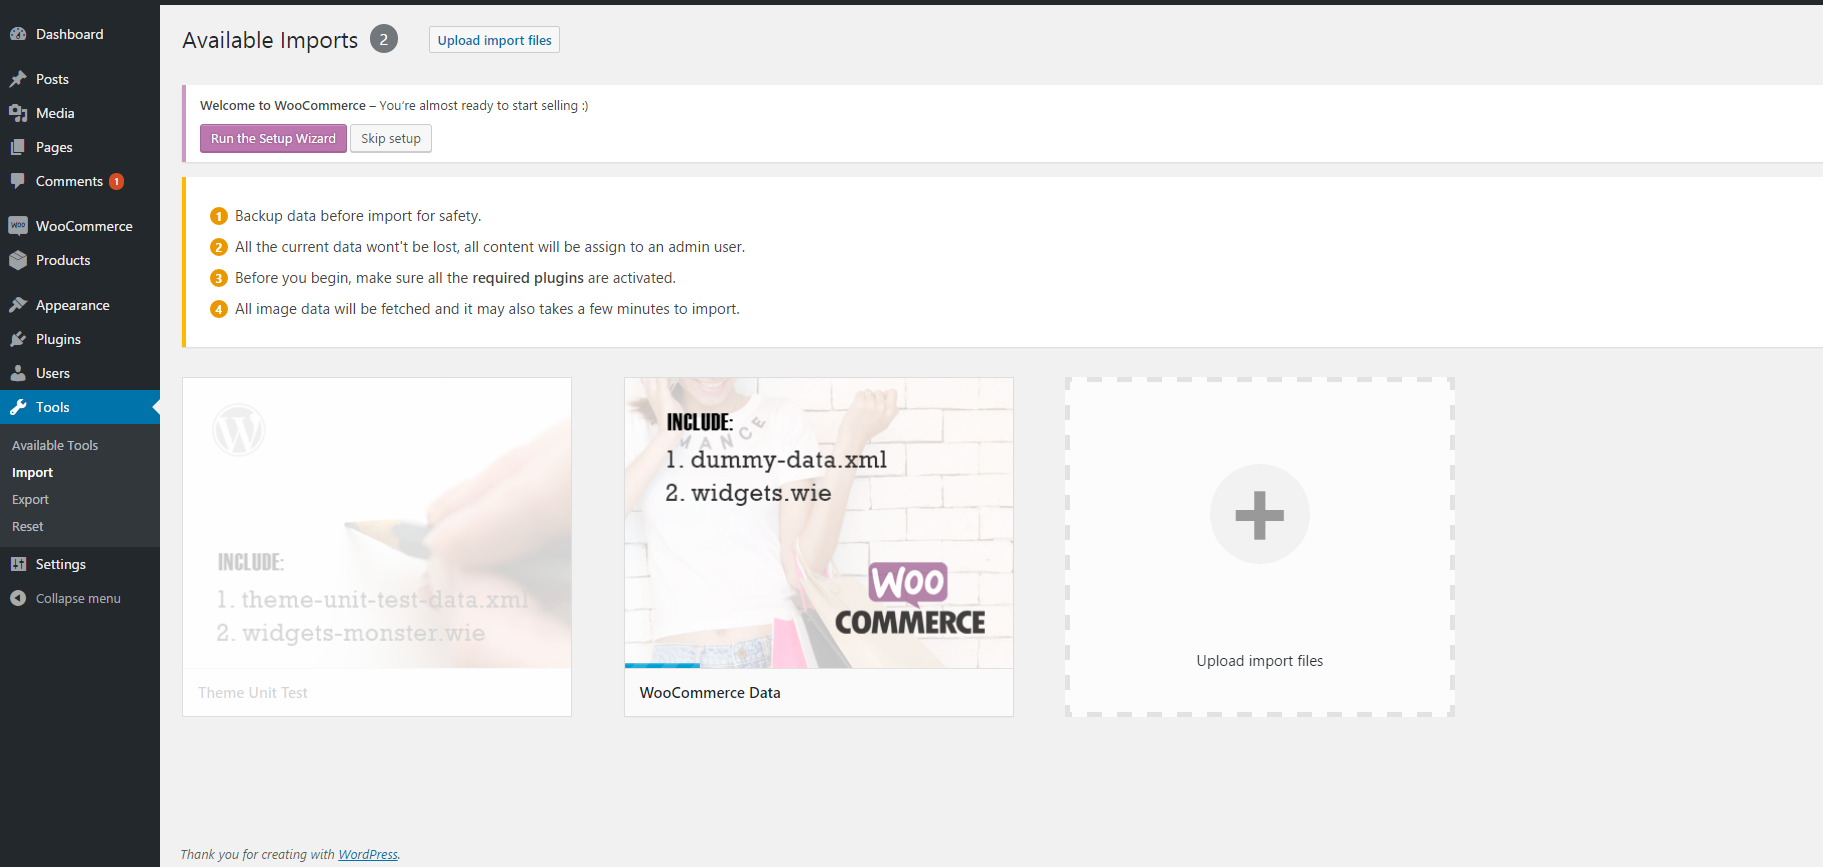 Dashboard
Posts
Media
Pages
Comments 1
WooCommerce
Products
Appearance
Plugins
Users
Tools
Available Tools
Import
Export
Reset
Settings
Collapse menu
Available Imports 2 Upload import files
Welcome to WooCommerce – You're almost ready to start selling :)
Run the Setup Wizard Skip setup
1 Backup data before import for safety.
2 All the current data wont't be lost, all content will be assign to an admin user.
3 Before you begin, make sure all the required plugins are activated.
4 All image data will be fetched and it may also takes a few minutes to import.
INCLUDE:
1. theme-unit-test-data.xml
2. widgets-monster.wie
Theme Unit Test
MANCE
INCLUDE:
1. dummy-data.xml
2. widgets.wie
WOO
COMMERCE
WooCommerce Data
Upload import files
Thank you for creating with WordPress.